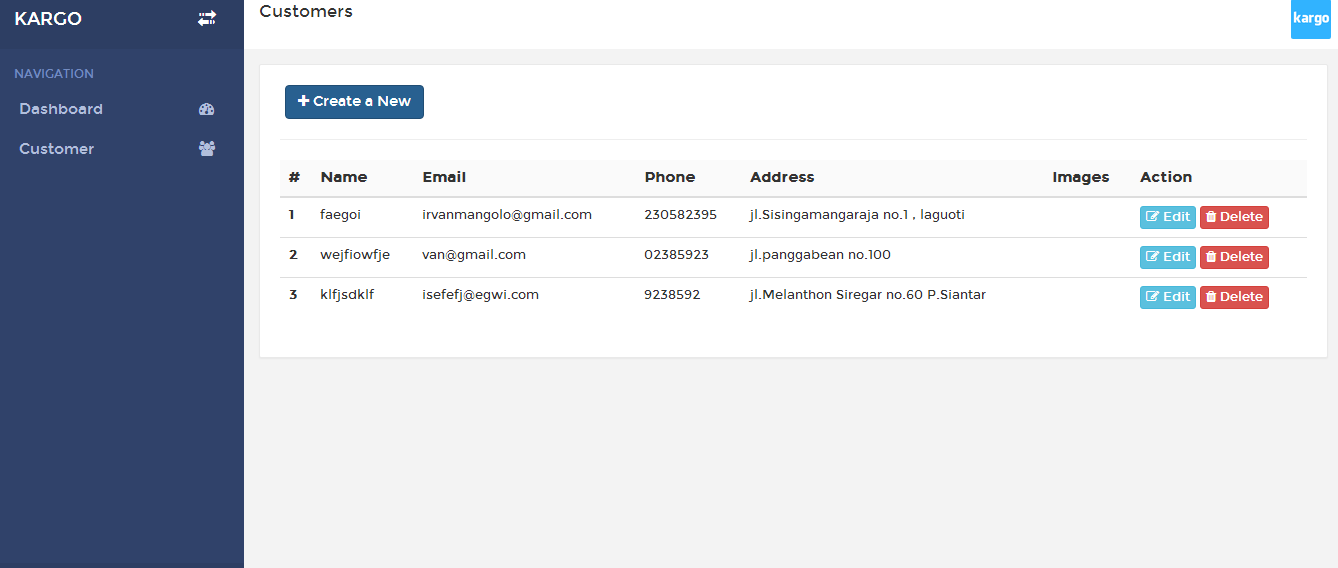 KARGO
Customers
kargo
NAVIGATION
Dashboard
Customer
Create a New
# Name Email Phone Address Images Action
1 faegoi irvanmangolo@gmail.com 230582395 jl.Sisingamangaraja no.1 , laguoti Edit Delete
2 wejfiowfje van@gmail.com 02385923 jl.panggabean no.100 Edit Delete
3 klfjsdklf isefefj@egwi.com 9238592 jl.Melanthon Siregar no.60 P.Siantar Edit Delete